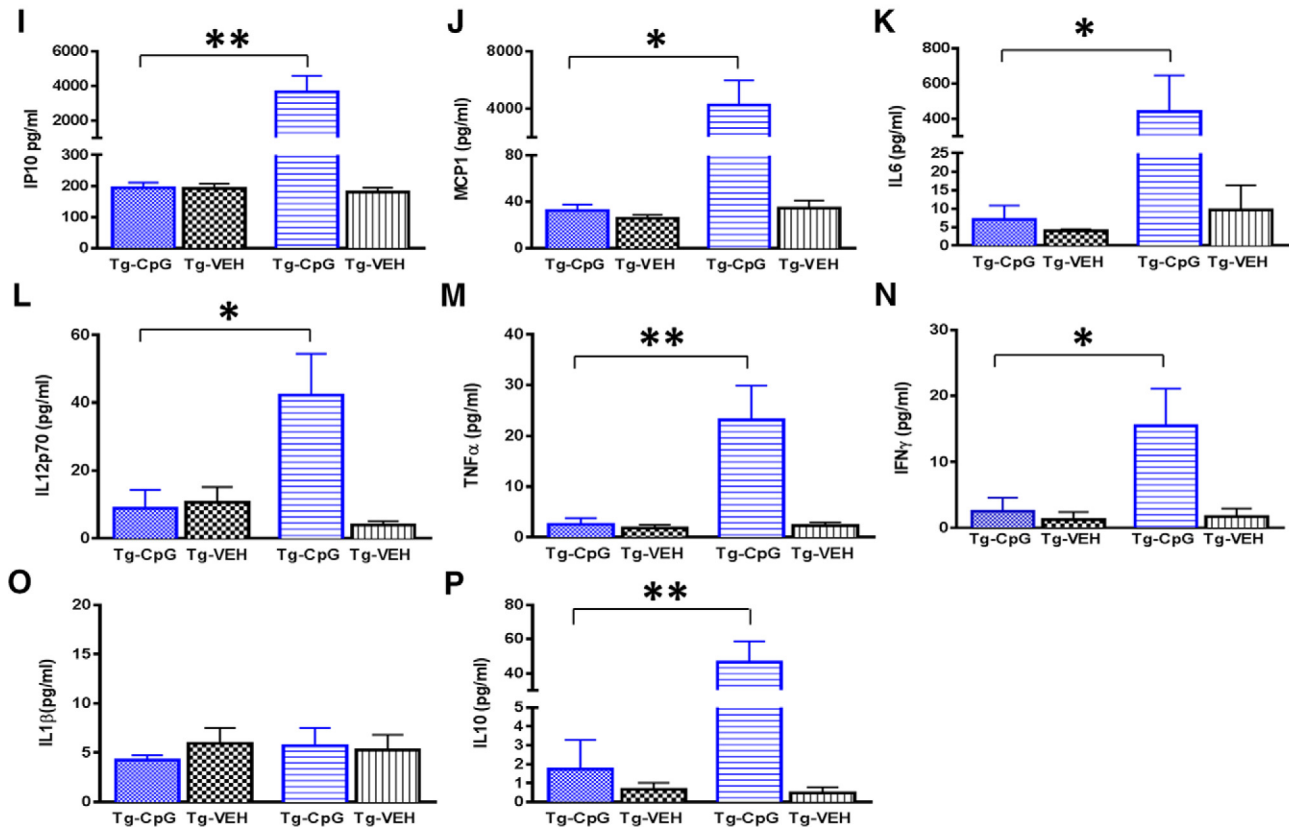 I
**
6000
4000
2000
300
200
100
0
IP10 pg/ml
Tg-CpG Tg-VEH Tg-CpG Tg-VEH
J
*
8000
4000
80
40
0
MCP1 (pg/ml)
Tg-CpG Tg-VEH Tg-CpG Tg-VEH
K
*
800
600
400
200
25
20
15
10
5
0
IL6 (pg/ml)
Tg-CpG Tg-VEH Tg-CpG Tg-VEH
L
*
60
40
20
0
IL12p70 (pg/ml)
Tg-CpG Tg-VEH Tg-CpG Tg-VEH
M
**
40
30
20
10
0
TNFα (pg/ml)
Tg-CpG Tg-VEH Tg-CpG Tg-VEH
N
*
30
20
10
0
IFNγ (pg/ml)
Tg-CpG Tg-VEH Tg-CpG Tg-VEH
O
20
15
10
5
0
IL1β(pg/ml)
Tg-CpG Tg-VEH Tg-CpG Tg-VEH
P
**
80
60
40
20
5
4
3
2
1
0
IL10 (pg/ml)
Tg-CpG Tg-VEH Tg-CpG Tg-VEH